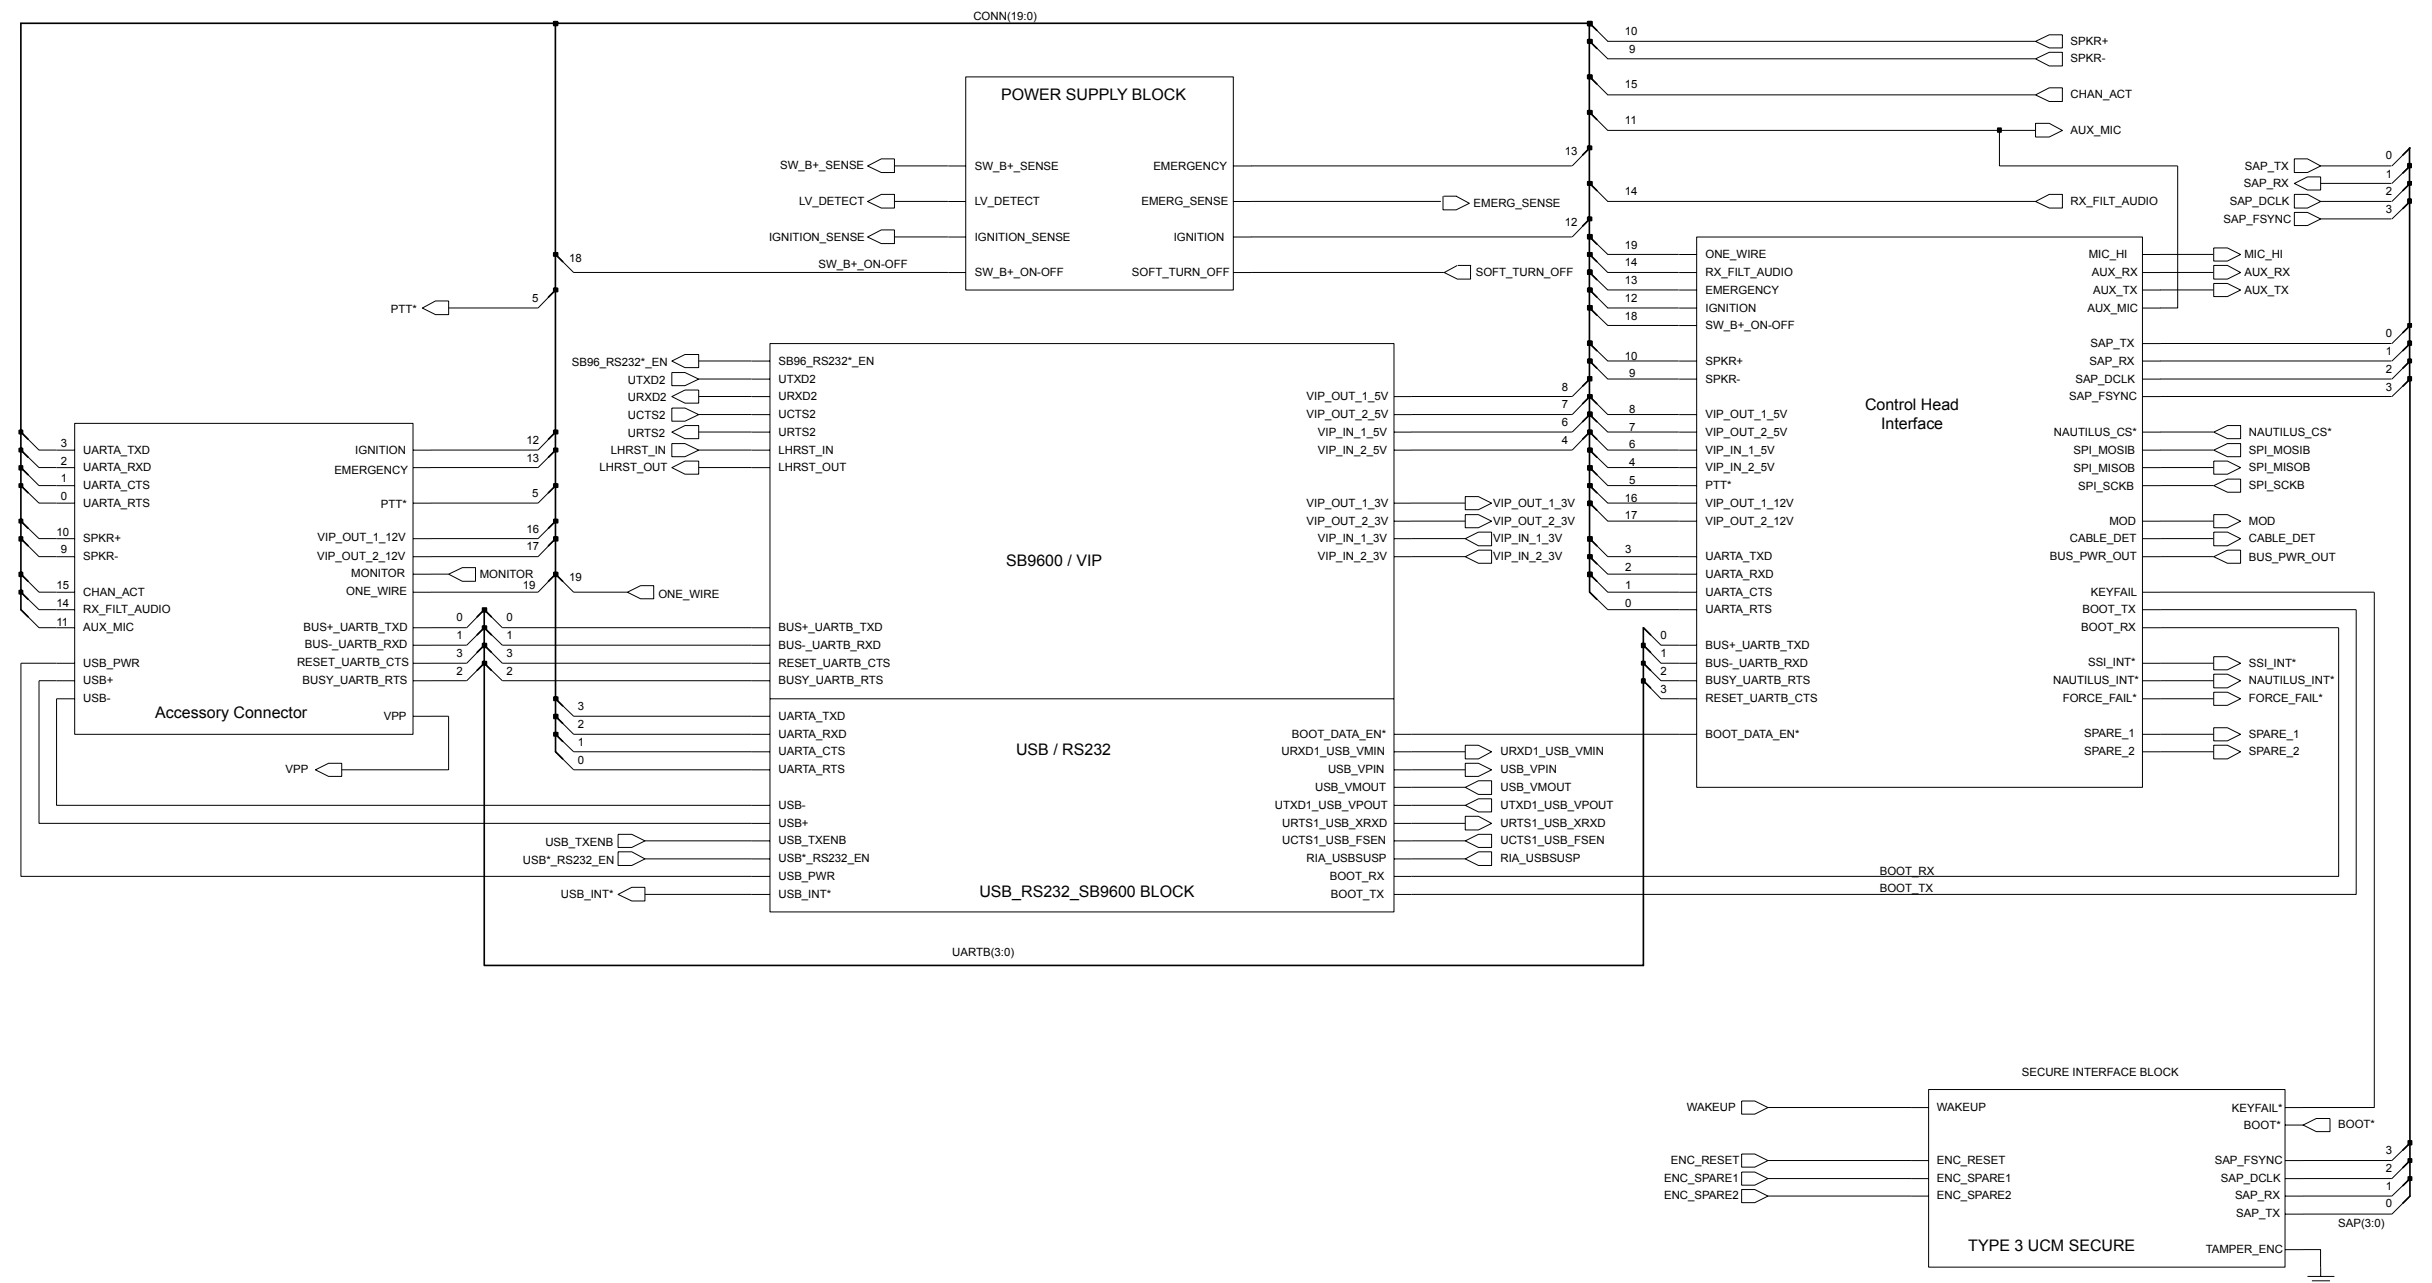 CONN(19:0)
10
SPKR+
9
SPKR-
15
CHAN_ACT
11
AUX_MIC
14
RX_FILT_AUDIO
POWER SUPPLY BLOCK
SW_B+_SENSE
SW_B+_SENSE
LV_DETECT
LV_DETECT
IGNITION_SENSE
IGNITION_SENSE
18
SW_B+_ON-OFF
SW_B+_ON-OFF
EMERGENCY
13
EMERG_SENSE
EMERG_SENSE
IGNITION
12
SOFT_TURN_OFF
SOFT_TURN_OFF
PTT*
5
SAP_TX
0
SAP_RX
1
SAP_DCLK
2
SAP_FSYNC
3
Accessory Connector
3
UARTA_TXD
2
UARTA_RXD
1
UARTA_CTS
0
UARTA_RTS
10
SPKR+
9
SPKR-
15
CHAN_ACT
14
RX_FILT_AUDIO
11
AUX_MIC
USB_PWR
USB+
USB-
IGNITION
12
EMERGENCY
13
PTT*
5
VIP_OUT_1_12V
16
VIP_OUT_2_12V
17
MONITOR
MONITOR
ONE_WIRE
19
19
ONE_WIRE
BUS+_UARTB_TXD
0
0
BUS-_UARTB_RXD
1
1
RESET_UARTB_CTS
3
3
BUSY_UARTB_RTS
2
2
VPP
VPP
SB9600 / VIP
SB96_RS232*_EN
SB96_RS232*_EN
UTXD2
UTXD2
URXD2
URXD2
UCTS2
UCTS2
URTS2
URTS2
LHRST_IN
LHRST_IN
LHRST_OUT
LHRST_OUT
BUS+_UARTB_TXD
BUS-_UARTB_RXD
RESET_UARTB_CTS
BUSY_UARTB_RTS
VIP_OUT_1_5V
8
VIP_OUT_2_5V
7
VIP_IN_1_5V
6
VIP_IN_2_5V
4
VIP_OUT_1_3V
VIP_OUT_1_3V
VIP_OUT_2_3V
VIP_OUT_2_3V
VIP_IN_1_3V
VIP_IN_1_3V
VIP_IN_2_3V
VIP_IN_2_3V
USB / RS232
3
UARTA_TXD
2
UARTA_RXD
1
UARTA_CTS
0
UARTA_RTS
USB-
USB+
USB_TXENB
USB_TXENB
USB*_RS232_EN
USB*_RS232_EN
USB_PWR
USB_INT*
USB_INT*
USB_RS232_SB9600 BLOCK
BOOT_DATA_EN*
URXD1_USB_VMIN
URXD1_USB_VMIN
USB_VPIN
USB_VPIN
USB_VMOUT
USB_VMOUT
UTXD1_USB_VPOUT
UTXD1_USB_VPOUT
URTS1_USB_XRXD
URTS1_USB_XRXD
UCTS1_USB_FSEN
UCTS1_USB_FSEN
RIA_USBSUSP
RIA_USBSUSP
BOOT_RX
BOOT_RX
BOOT_TX
BOOT_TX
UARTB(3:0)
Control Head
Interface
19
ONE_WIRE
14
RX_FILT_AUDIO
13
EMERGENCY
12
IGNITION
18
SW_B+_ON-OFF
10
SPKR+
9
SPKR-
8
VIP_OUT_1_5V
7
VIP_OUT_2_5V
6
VIP_IN_1_5V
4
VIP_IN_2_5V
5
PTT*
16
VIP_OUT_1_12V
17
VIP_OUT_2_12V
3
UARTA_TXD
2
UARTA_RXD
1
UARTA_CTS
0
UARTA_RTS
0
BUS+_UARTB_TXD
1
BUS-_UARTB_RXD
2
BUSY_UARTB_RTS
3
RESET_UARTB_CTS
BOOT_DATA_EN*
MIC_HI
MIC_HI
AUX_RX
AUX_RX
AUX_TX
AUX_TX
AUX_MIC
SAP_TX
0
SAP_RX
1
SAP_DCLK
2
SAP_FSYNC
3
NAUTILUS_CS*
NAUTILUS_CS*
SPI_MOSIB
SPI_MOSIB
SPI_MISOB
SPI_MISOB
SPI_SCKB
SPI_SCKB
MOD
MOD
CABLE_DET
CABLE_DET
BUS_PWR_OUT
BUS_PWR_OUT
KEYFAIL
BOOT_TX
BOOT_RX
SSI_INT*
SSI_INT*
NAUTILUS_INT*
NAUTILUS_INT*
FORCE_FAIL*
FORCE_FAIL*
SPARE_1
SPARE_1
SPARE_2
SPARE_2
SECURE INTERFACE BLOCK
WAKEUP
WAKEUP
ENC_RESET
ENC_RESET
ENC_SPARE1
ENC_SPARE1
ENC_SPARE2
ENC_SPARE2
KEYFAIL*
BOOT*
BOOT*
SAP_FSYNC
3
SAP_DCLK
2
SAP_RX
1
SAP_TX
0
SAP(3:0)
TYPE 3 UCM SECURE
TAMPER_ENC